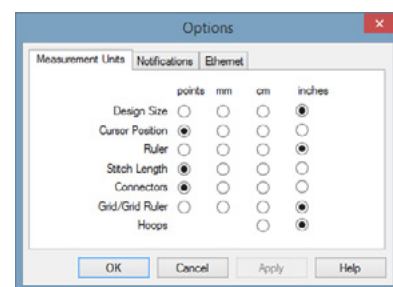 Options
Measurement Units Notifications Ethernet
points mm cm inches
Design Size
Cursor Position
Ruler
Stitch Length
Connectors
Grid/Grid Ruler
Hoops
OK Cancel Apply Help